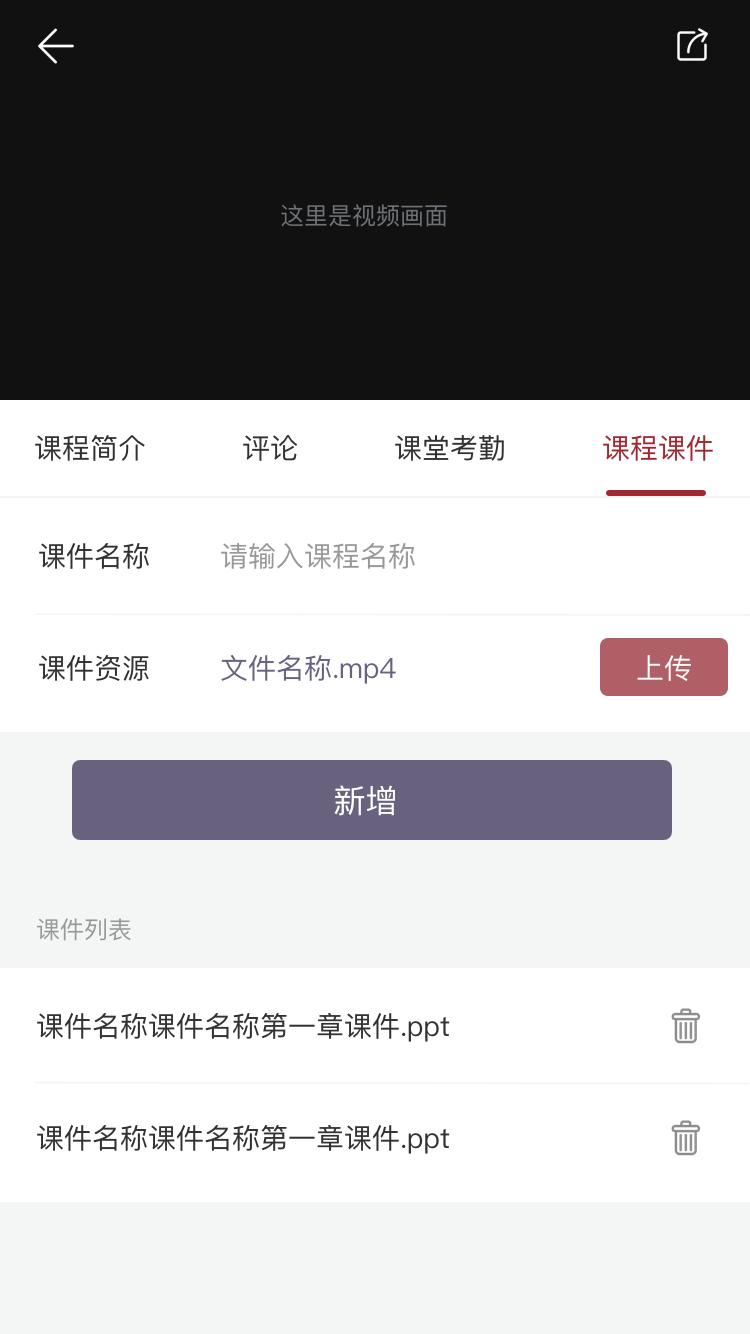 这里是视频画面
课程简介 评论 课堂考勤 课程课件
课件名称 请输入课程名称
课件资源 文件名称.mp4 上传
新增
课件列表
课件名称课件名称第一章课件.ppt
课件名称课件名称第一章课件.ppt